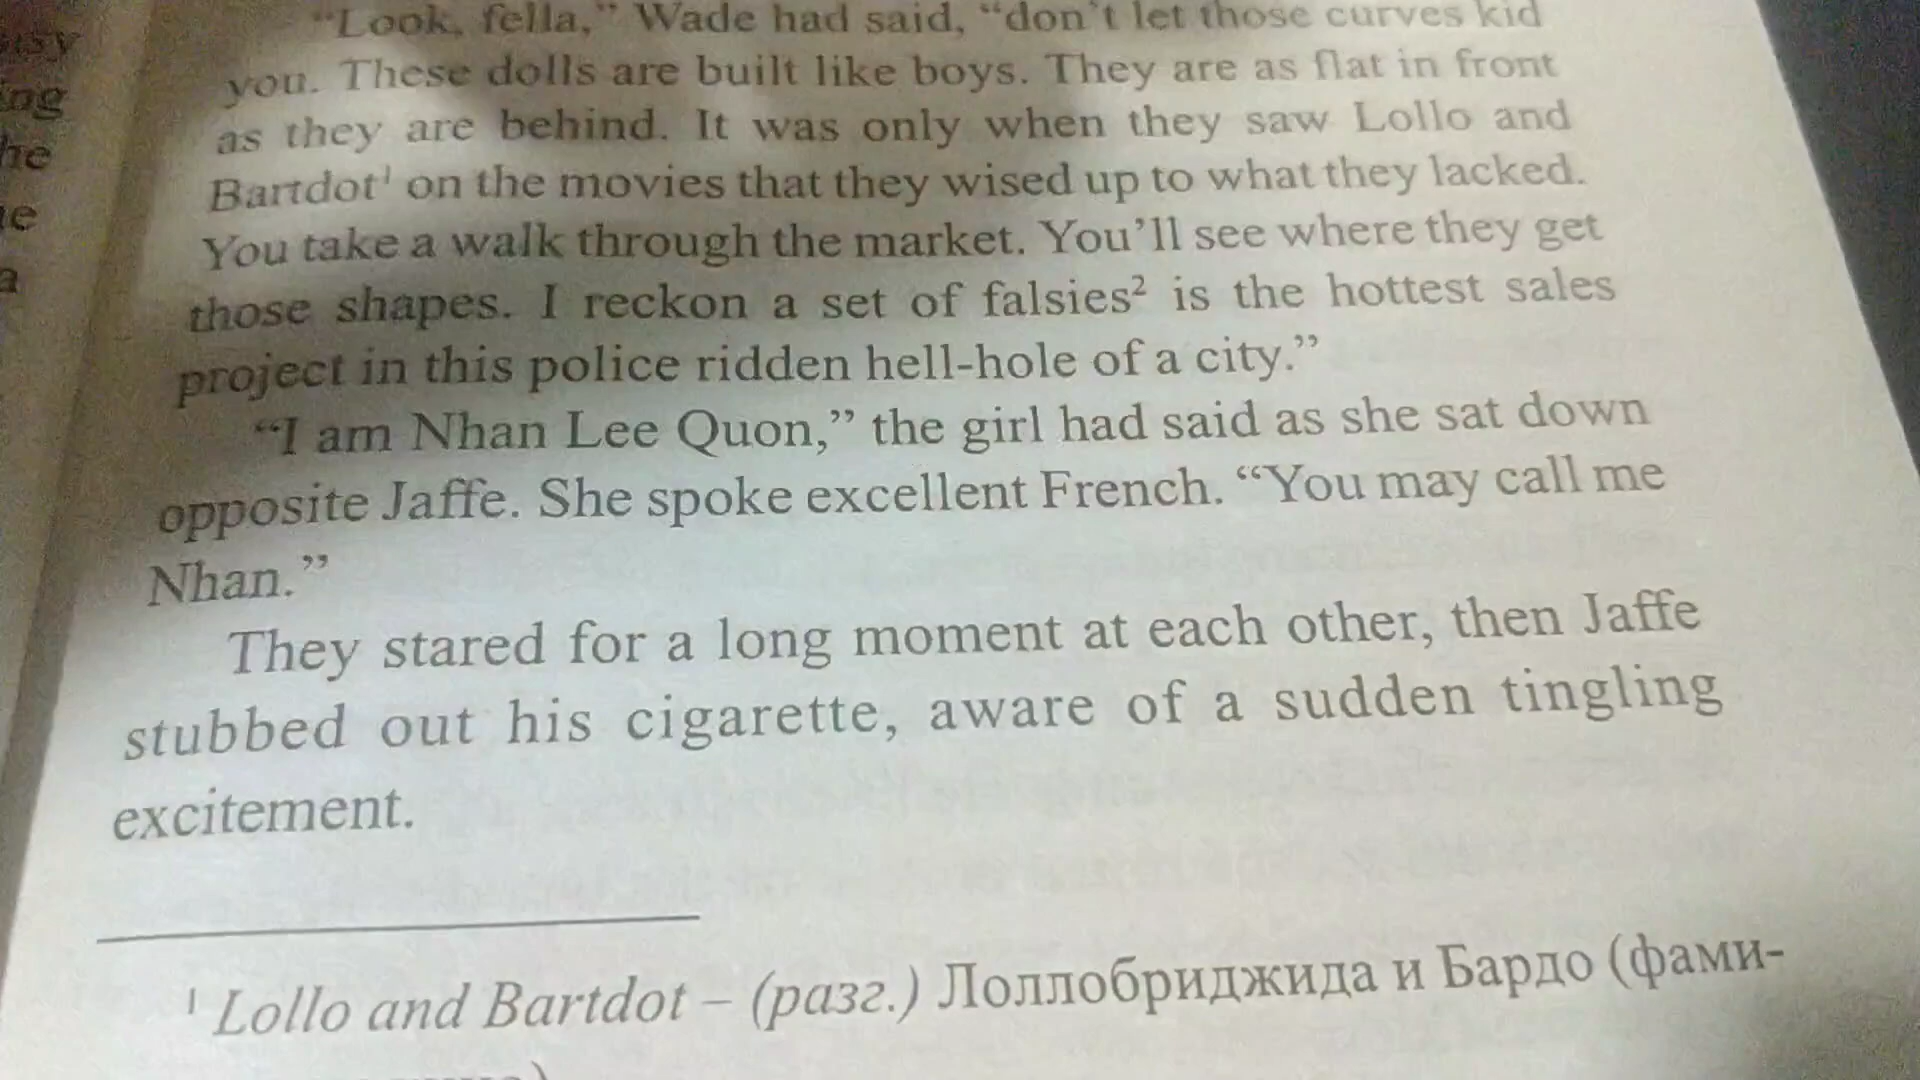 “Look, fella,” Wade had said, “don’t let those curves kid
you. These dolls are built like boys. They are as flat in front
as they are behind. It was only when they saw Lollo and
Bartdot¹ on the movies that they wised up to what they lacked.
You take a walk through the market. You’ll see where they get
those shapes. I reckon a set of falsies² is the hottest sales
project in this police ridden hell-hole of a city.”
“I am Nhan Lee Quon,” the girl had said as she sat down
opposite Jaffe. She spoke excellent French. “You may call me
Nhan.”
They stared for a long moment at each other, then Jaffe
stubbed out his cigarette, aware of a sudden tingling
excitement.
¹ Lollo and Bartdot – (разг.) Лоллобриджида и Бардо (фами-